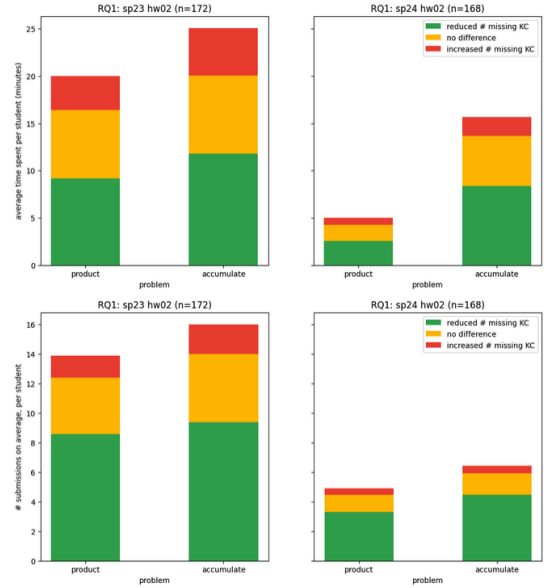 RQ1: sp23 hw02 (n=172)
average time spent per student (minutes)
25
20
15
10
5
0
product
accumulate
problem
RQ1: sp24 hw02 (n=168)
reduced # missing KC
no difference
increased # missing KC
product
accumulate
problem
RQ1: sp23 hw02 (n=172)
# submissions on average, per student
16
14
12
10
8
6
4
2
0
product
accumulate
problem
RQ1: sp24 hw02 (n=168)
reduced # missing KC
no difference
increased # missing KC
product
accumulate
problem